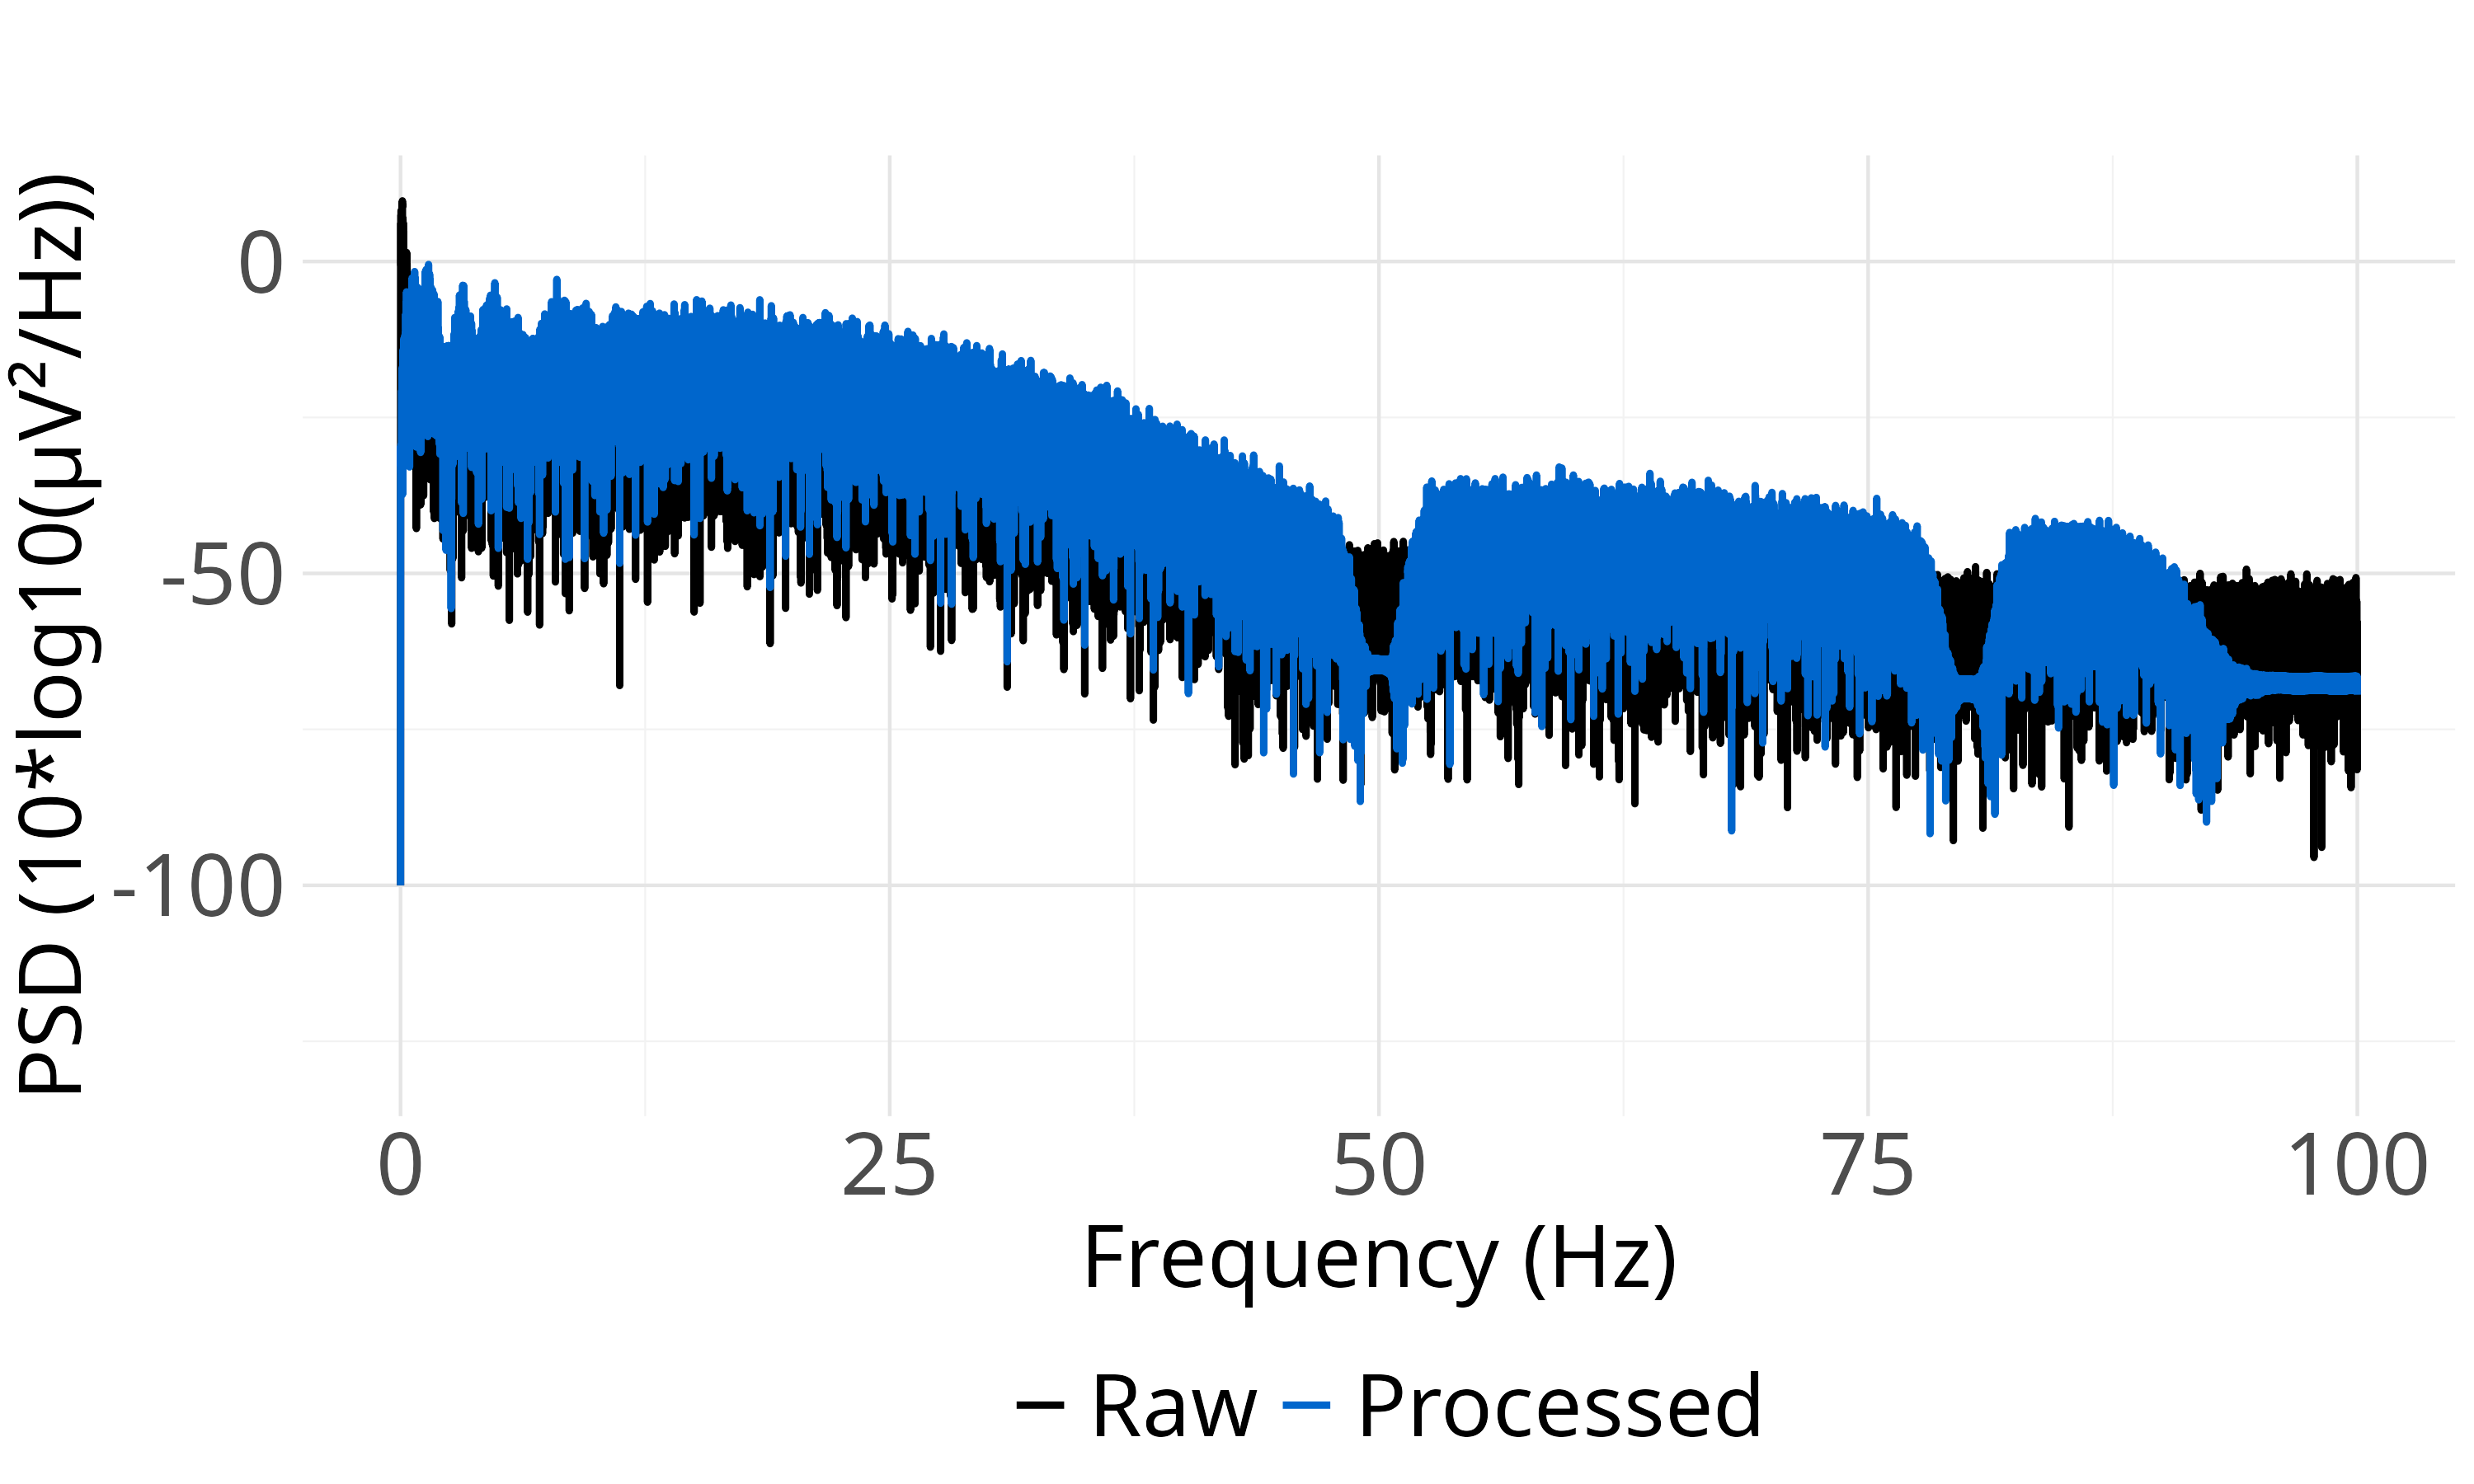 PSD (10*log10(µV²/Hz))
0
-50
-100
0 25 50 75 100
Frequency (Hz)
Raw Processed